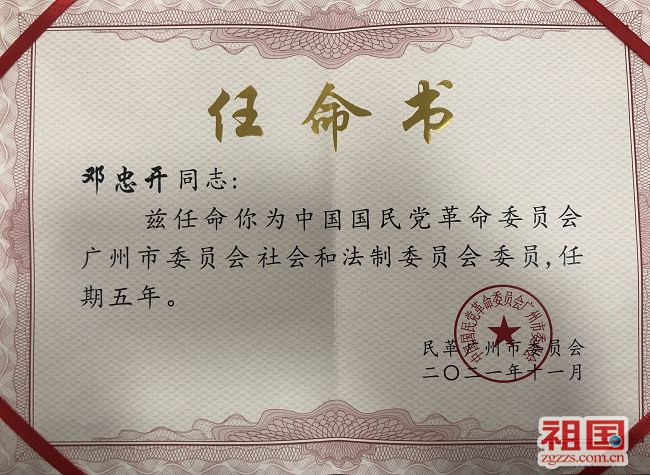 任命书
邓忠开同志:
兹任命你为中国国民党革命委员会
广州市委员会社会和法制委员会委员,任
期五年。
中国国民党革命委员会广州市委员会
民革广州市委员会
二〇二一年十一月
祖国
zgzzs.com.cn